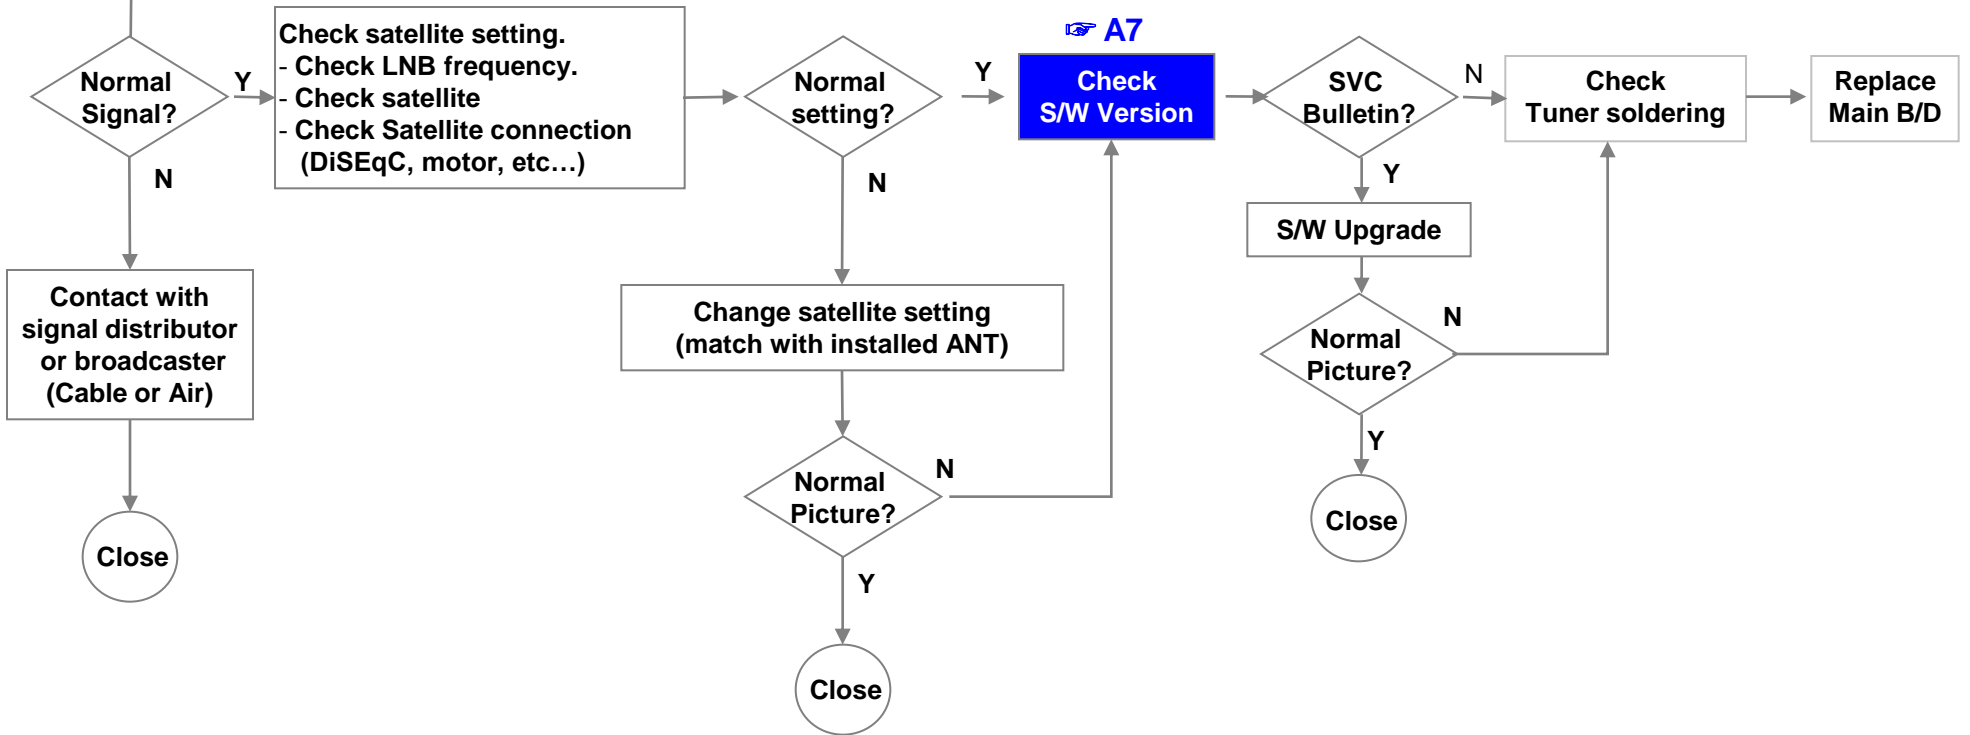 Normal
Signal?
Y
N
Contact with
signal distributor
or broadcaster
(Cable or Air)
Close
Check satellite setting.
- Check LNB frequency.
- Check satellite
- Check Satellite connection
(DiSEqC, motor, etc…)
Normal
setting?
Y
N
Change satellite setting
(match with installed ANT)
Normal
Picture?
N
Y
Close
☞ A7
Check
S/W Version
SVC
Bulletin?
N
Y
S/W Upgrade
Normal
Picture?
N
Y
Close
Check
Tuner soldering
Replace
Main B/D